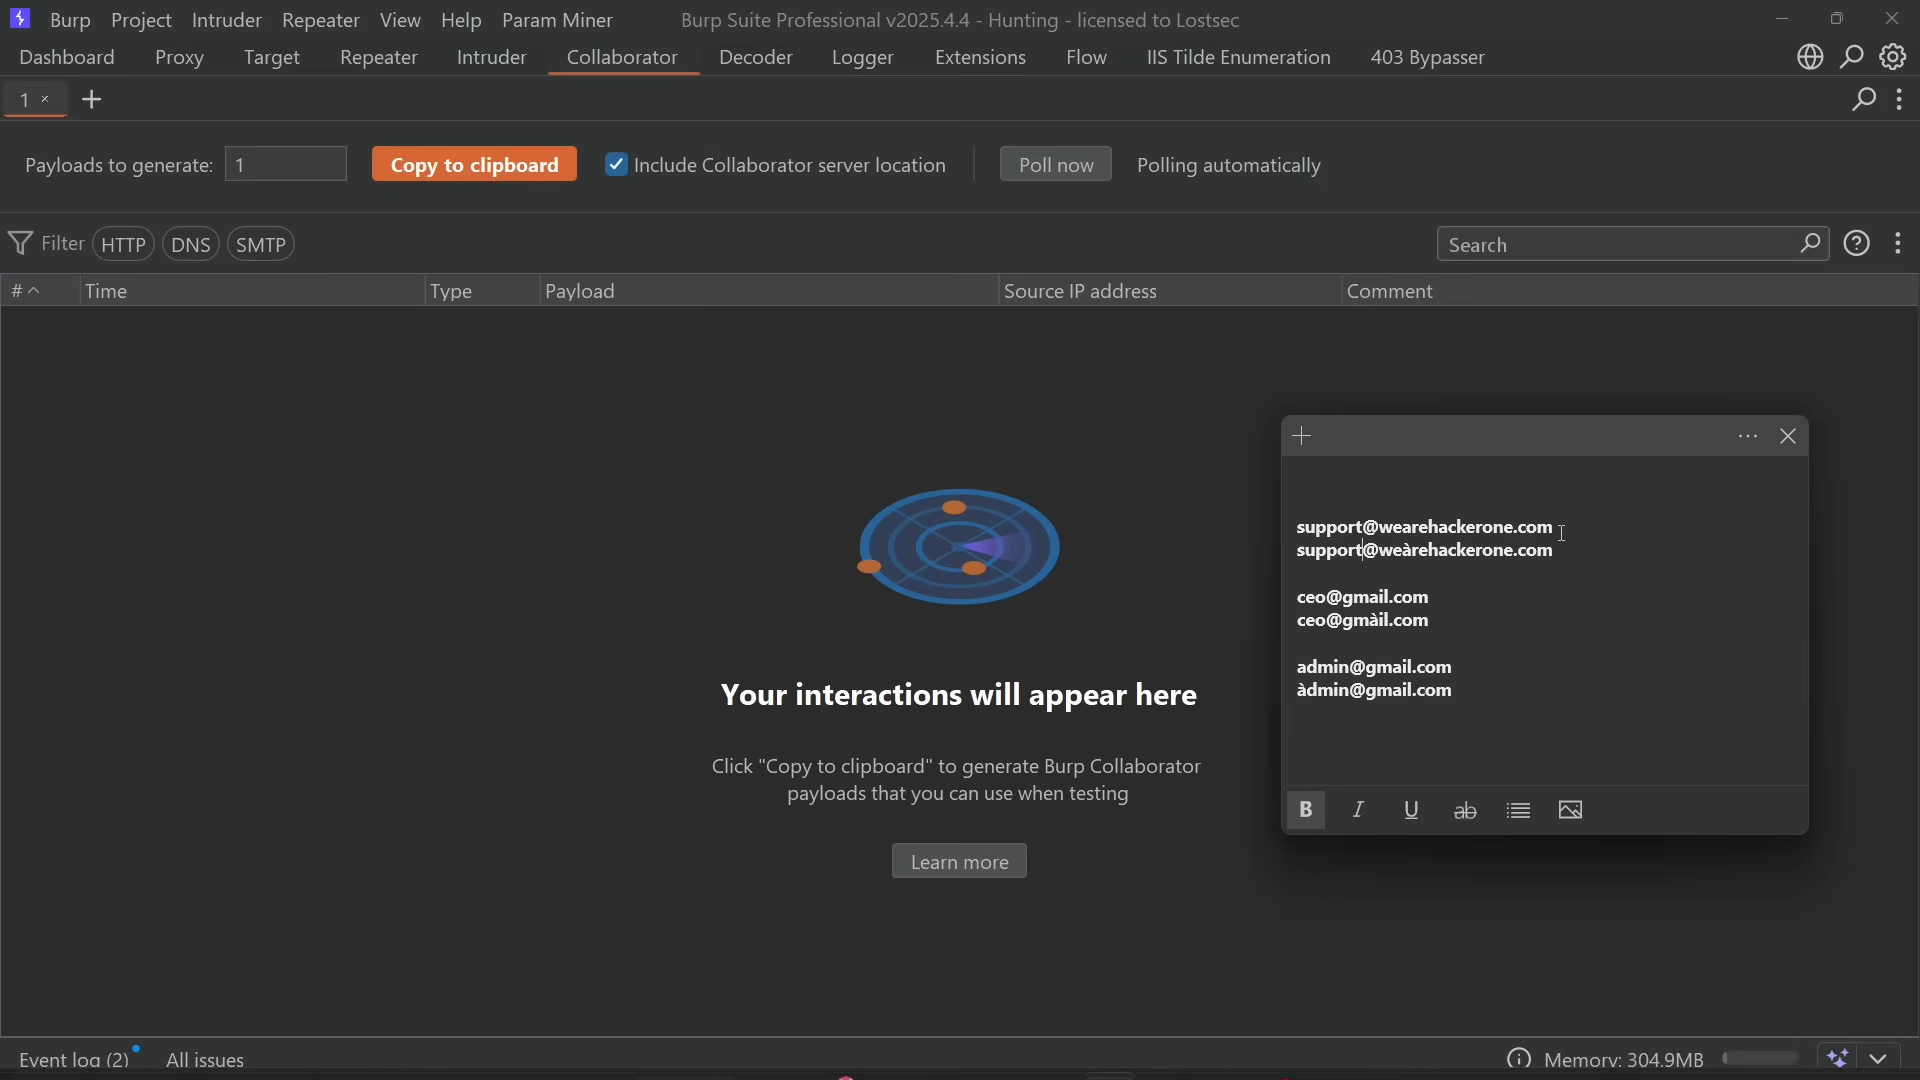 Burp Project Intruder Repeater View Help Param Miner Burp Suite Professional v2025.4.4 - Hunting - licensed to Lostsec
Dashboard Proxy Target Repeater Intruder Collaborator Decoder Logger Extensions Flow IIS Tilde Enumeration 403 Bypasser
1 × +
Payloads to generate: 1 Copy to clipboard Include Collaborator server location Poll now Polling automatically
Filter HTTP DNS SMTP Search
# Time Type Payload Source IP address Comment
support@wearehackerone.com
support@weàrehackerone.com
ceo@gmail.com
ceo@gmàil.com
admin@gmail.com
àdmin@gmail.com
B I U ab
Your interactions will appear here
Click "Copy to clipboard" to generate Burp Collaborator
payloads that you can use when testing
Learn more
Event log (2) All issues Memory: 304.9MB